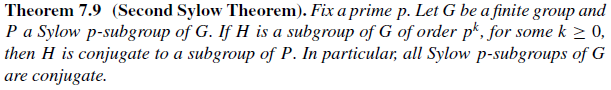 Theorem 7.9 (Second Sylow Theorem). Fix a prime p. Let G be a finite group and
P a Sylow p-subgroup of G. If H is a subgroup of G of order pᵏ, for some k ≥ 0,
then H is conjugate to a subgroup of P. In particular, all Sylow p-subgroups of G
are conjugate.